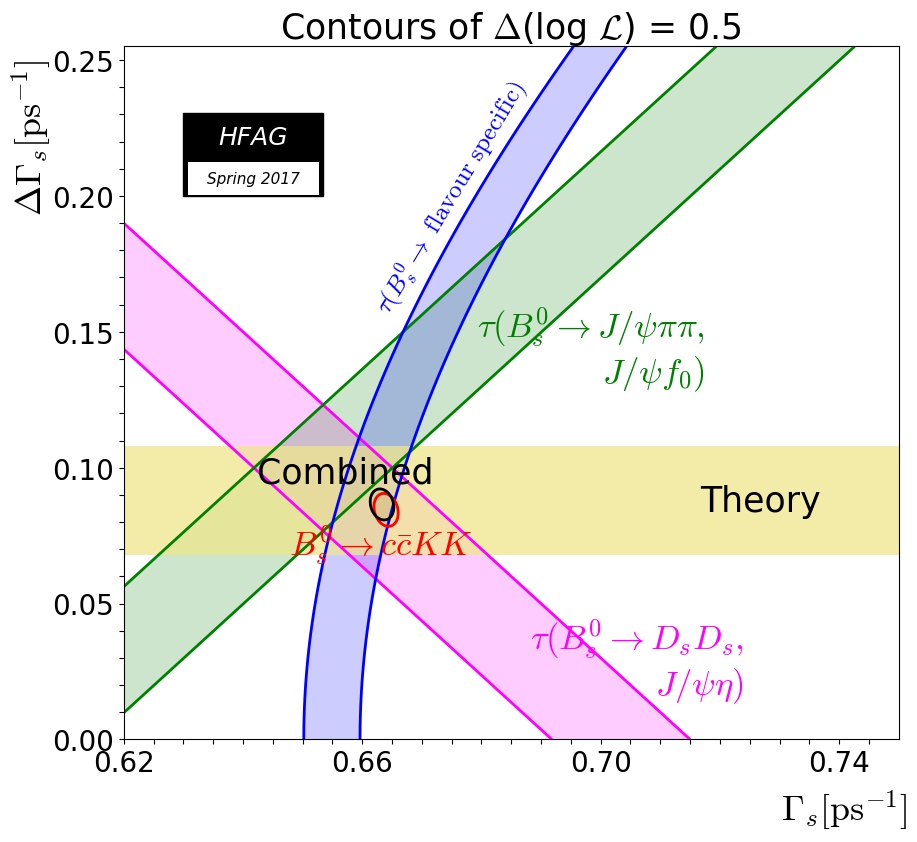 Contours of Δ(log ℒ) = 0.5
ΔΓₛ[ps⁻¹]
0.25
0.20
0.15
0.10
0.05
0.00
HFAG
Spring 2017
τ(B⁰ₛ → flavour specific)
τ(B⁰ₛ → J/ψππ,
J/ψf₀)
Combined
Theory
B⁰ₛ → cc̄KK
τ(B⁰ₛ → DₛDₛ,
J/ψη)
0.62 0.66 0.70 0.74
Γₛ[ps⁻¹]